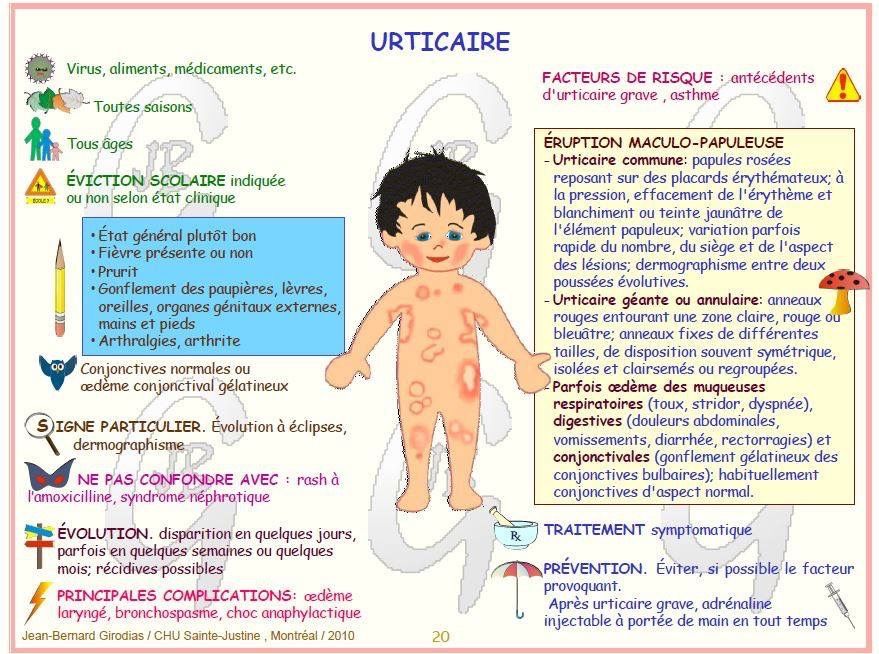 URTICAIRE
Virus, aliments, médicaments, etc.
Toutes saisons
Tous âges
ÉCOLE?
ÉVICTION SCOLAIRE indiquée
ou non selon état clinique
• État général plutôt bon
• Fièvre présente ou non
• Prurit
• Gonflement des paupières, lèvres,
oreilles, organes génitaux externes,
mains et pieds
• Arthralgies, arthrite
Conjonctives normales ou
œdème conjonctival gélatineux
SIGNE PARTICULIER. Évolution à éclipses,
dermographisme
NE PAS CONFONDRE AVEC : rash à
l'amoxicilline, syndrome néphrotique
ÉVOLUTION. disparition en quelques jours,
parfois en quelques semaines ou quelques
mois; récidives possibles
PRINCIPALES COMPLICATIONS: œdème
laryngé, bronchospasme, choc anaphylactique
FACTEURS DE RISQUE : antécédents
d'urticaire grave , asthme
ÉRUPTION MACULO-PAPULEUSE
- Urticaire commune: papules rosées
reposant sur des placards érythémateux; à
la pression, effacement de l'érythème et
blanchiment ou teinte jaunâtre de
l'élément papuleux; variation parfois
rapide du nombre, du siège et de l'aspect
des lésions; dermographisme entre deux
poussées évolutives.
- Urticaire géante ou annulaire: anneaux
rouges entourant une zone claire, rouge ou
bleuâtre; anneaux fixes de différentes
tailles, de disposition souvent symétrique,
isolées et clairsemés ou regroupées.
- Parfois œdème des muqueuses
respiratoires (toux, stridor, dyspnée),
digestives (douleurs abdominales,
vomissements, diarrhée, rectorragies) et
conjonctivales (gonflement gélatineux des
conjonctives bulbaires); habituellement
conjonctives d'aspect normal.
Rx
TRAITEMENT symptomatique
PRÉVENTION. Éviter, si possible le facteur
provoquant.
Après urticaire grave, adrénaline
injectable à portée de main en tout temps
Jean-Bernard Girodias / CHU Sainte-Justine , Montréal / 2010
20